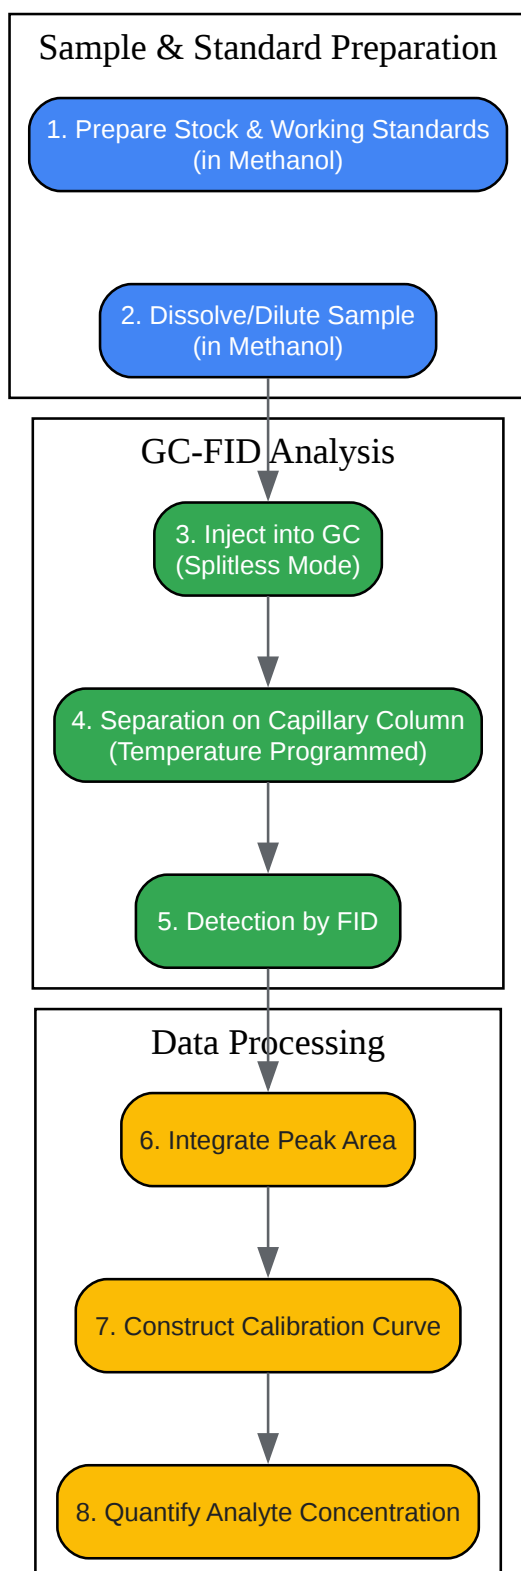 Sample & Standard Preparation
1. Prepare Stock & Working Standards
(in Methanol)
2. Dissolve/Dilute Sample
(in Methanol)
GC-FID Analysis
3. Inject into GC
(Splitless Mode)
4. Separation on Capillary Column
(Temperature Programmed)
5. Detection by FID
Data Processing
6. Integrate Peak Area
7. Construct Calibration Curve
8. Quantify Analyte Concentration